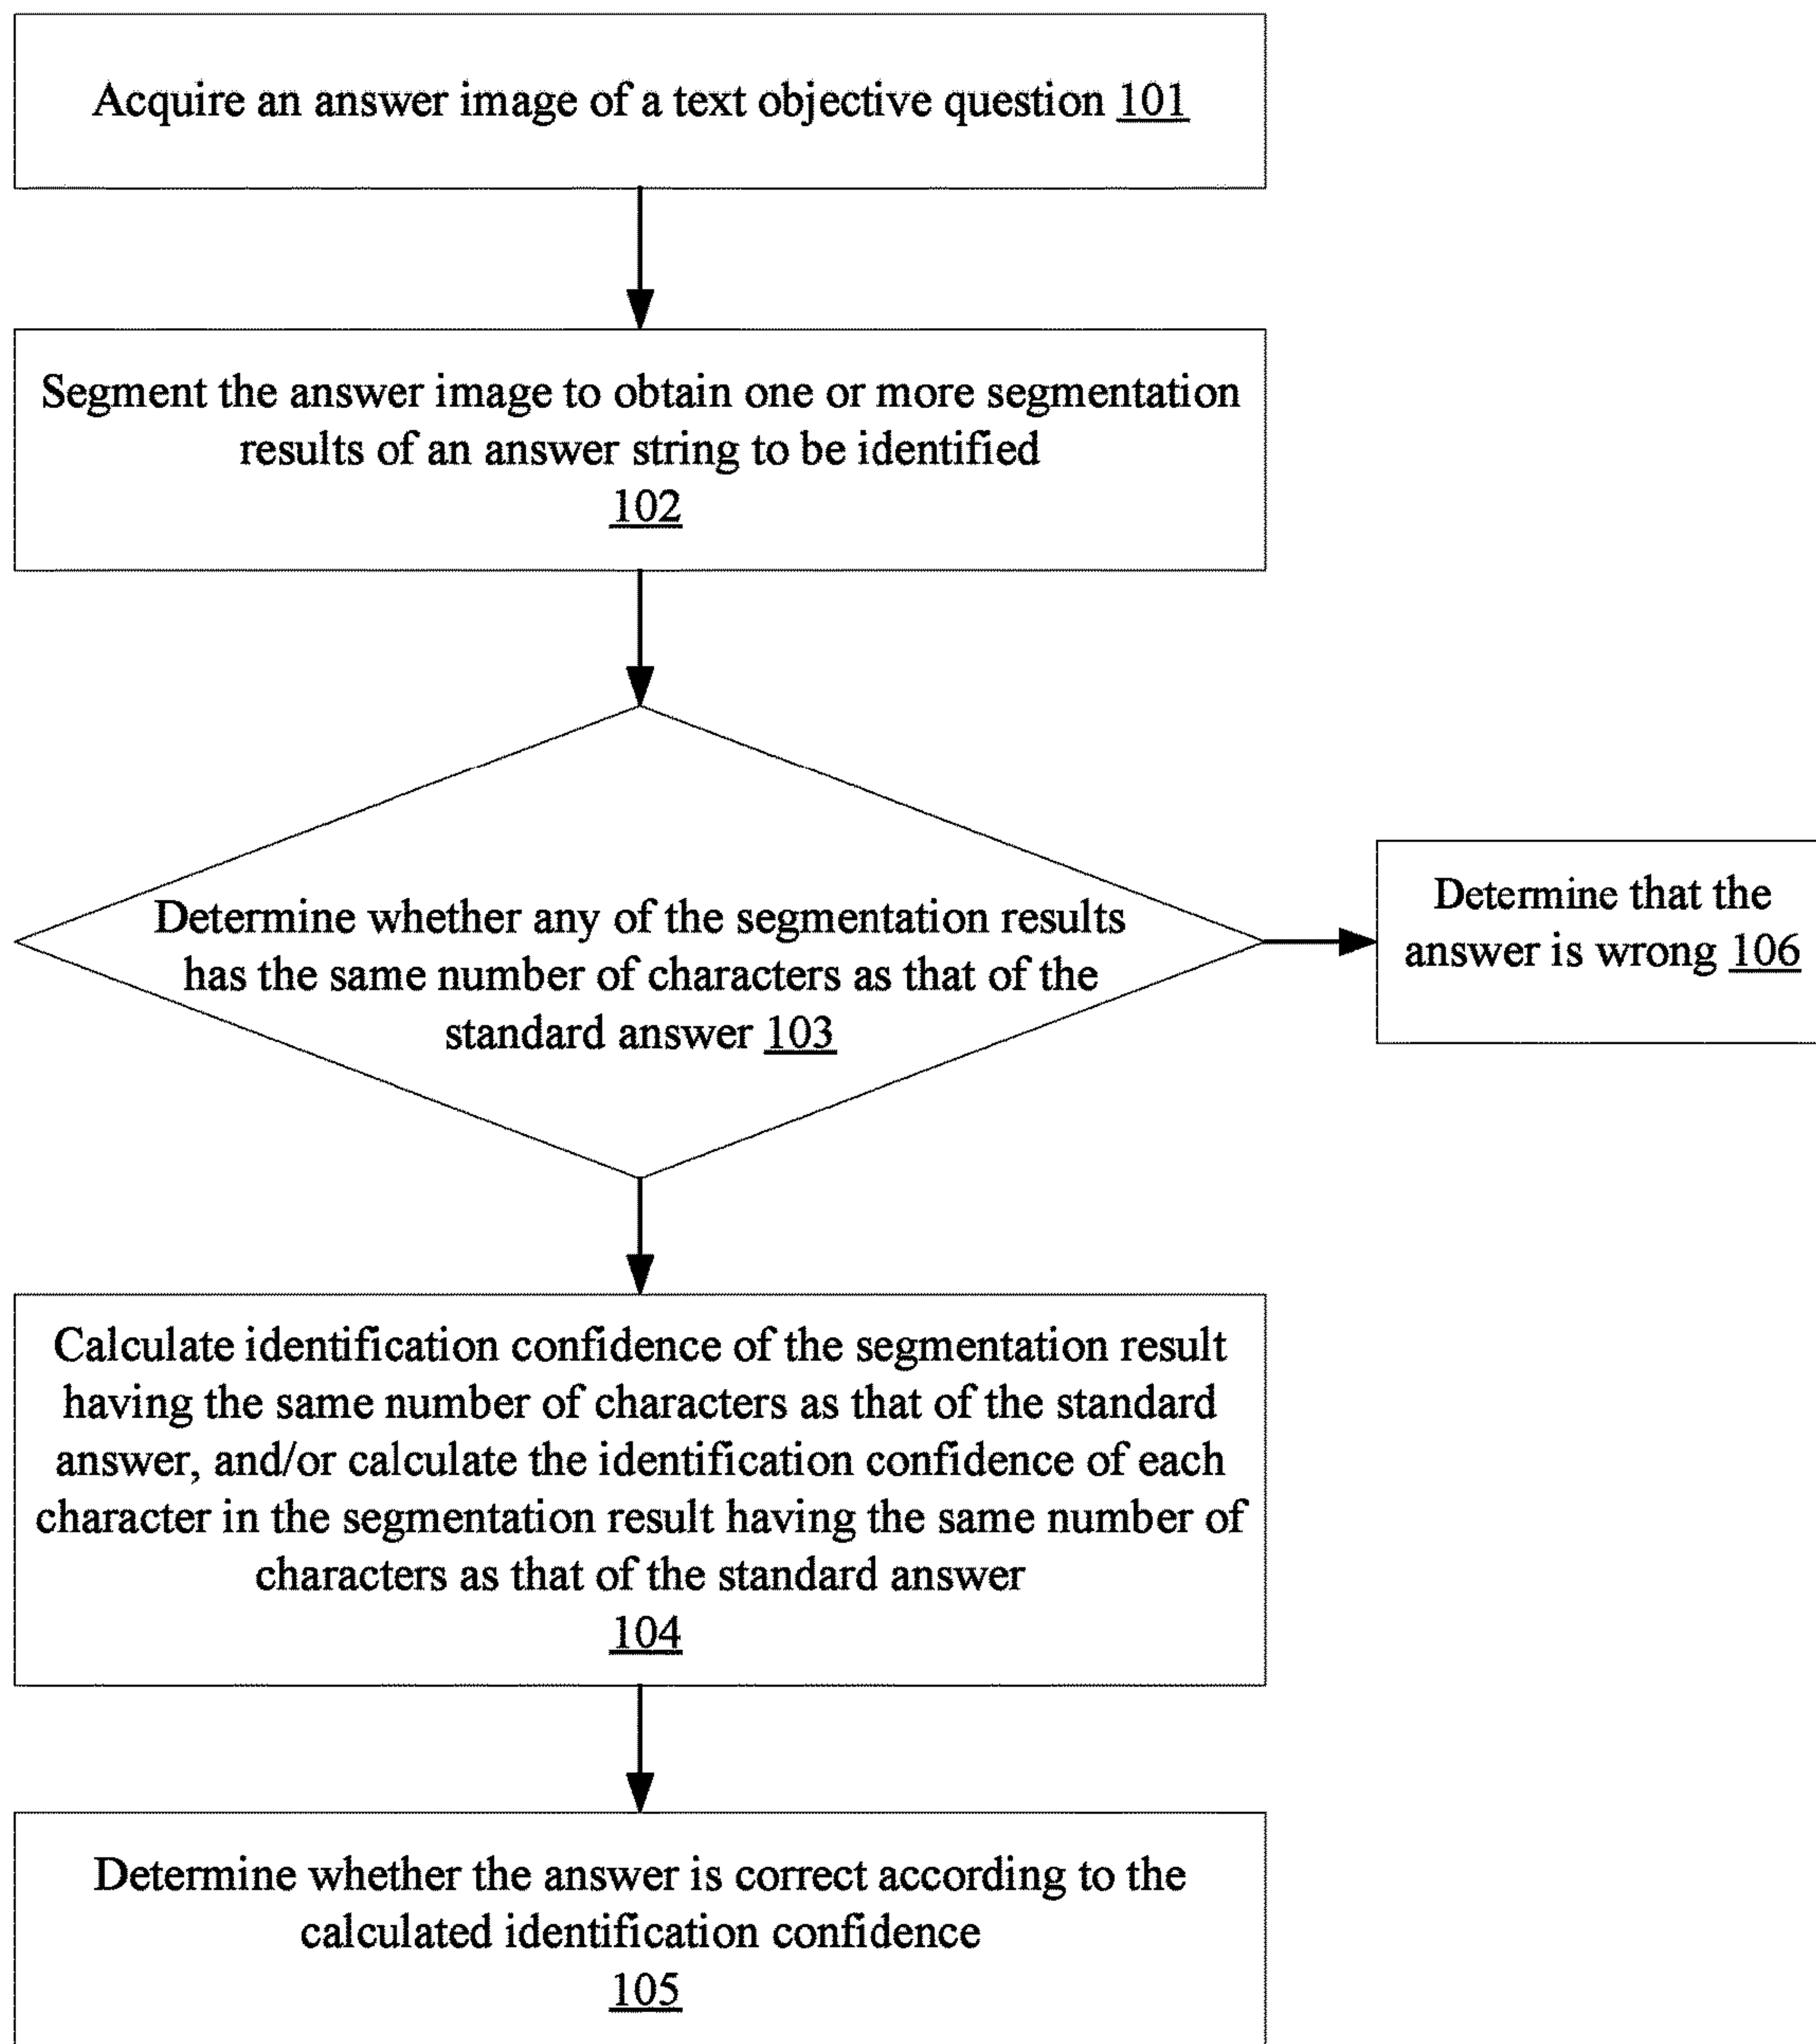 Acquire an answer image of a text objective question 101
Segment the answer image to obtain one or more segmentation
results of an answer string to be identified
102
Determine whether any of the segmentation results
has the same number of characters as that of the
standard answer 103
Determine that the
answer is wrong 106
Calculate identification confidence of the segmentation result
having the same number of characters as that of the standard
answer, and/or calculate the identification confidence of each
character in the segmentation result having the same number of
characters as that of the standard answer
104
Determine whether the answer is correct according to the
calculated identification confidence
105